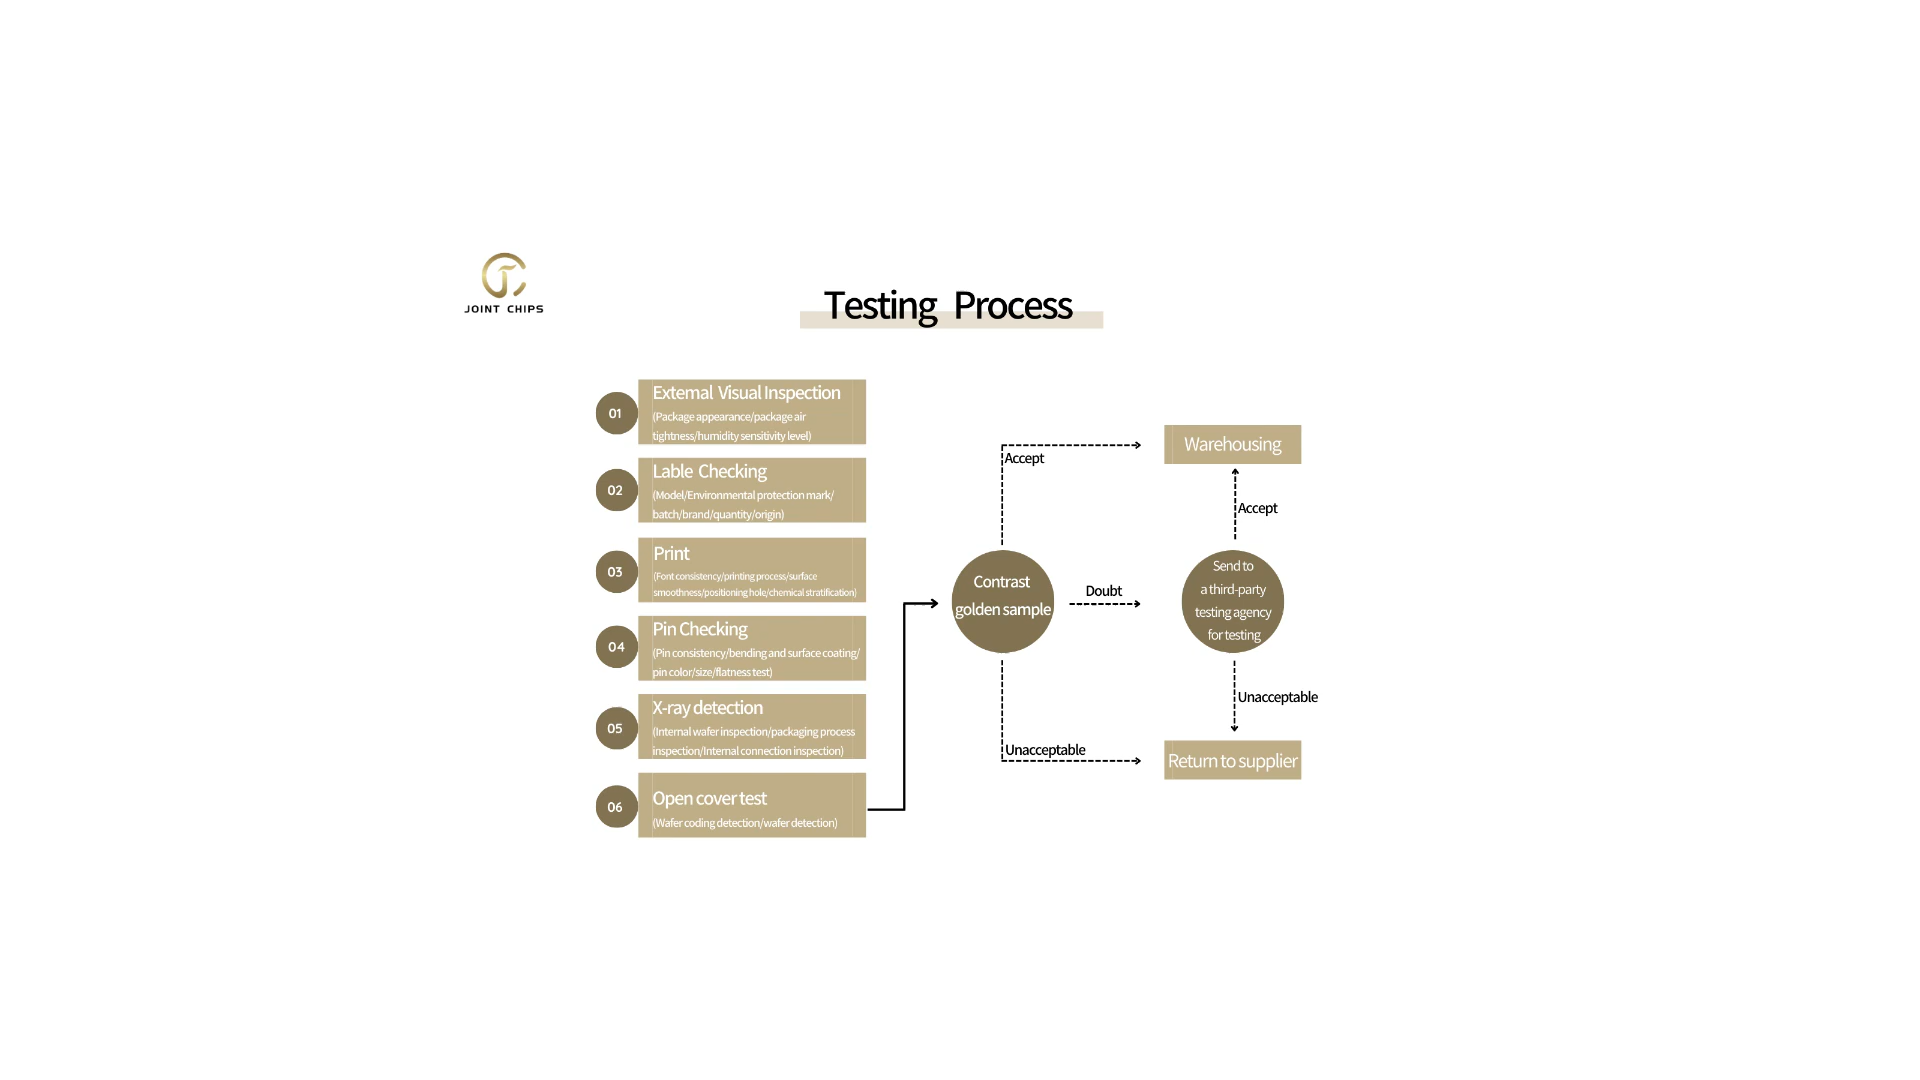 JOINT CHIPS
Testing Process
01
External Visual Inspection
(Package appearance/package air
tightness/humidity sensitivity level)
02
Lable Checking
(Model/Environmental protection mark/
batch/brand/quantity/origin)
03
Print
(Font consistency/printing process/surface
smoothness/positioning hole/chemical stratification)
04
Pin Checking
(Pin consistency/bending and surface coating/
pin color/size/flatness test)
05
X-ray detection
(Internal wafer inspection/packaging process
inspection/Internal connection inspection)
06
Open cover test
(Wafer coding detection/wafer detection)
Contrast
golden sample
Accept
Doubt
Unacceptable
Warehousing
Accept
Send to
a third-party
testing agency
for testing
Unacceptable
Return to supplier